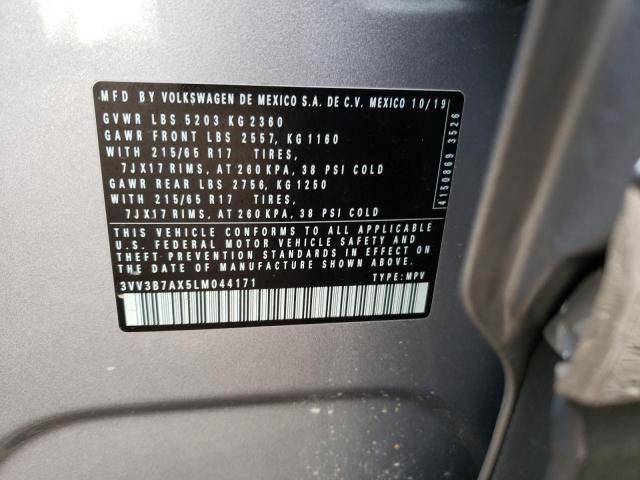 MFD BY VOLKSWAGEN DE MEXICO S.A. DE C.V. MEXICO 10/19
GVWR LBS 5203 KG 2360
GAWR FRONT LBS 2557, KG 1160
WITH 215/65 R17 TIRES,
7JX17 RIMS, AT 260 KPA, 38 PSI COLD
GAWR REAR LBS 2756, KG 1250
WITH 215/65 R17 TIRES,
7JX17 RIMS, AT 260 KPA, 38 PSI COLD
THIS VEHICLE CONFORMS TO ALL APPLICABLE
U.S. FEDERAL MOTOR VEHICLE SAFETY AND
THEFT PREVENTION STANDARDS IN EFFECT ON
DATE OF MANUFACTURE.
3VV3B7AX5LM044171 TYPE: MPV
4150869 3526